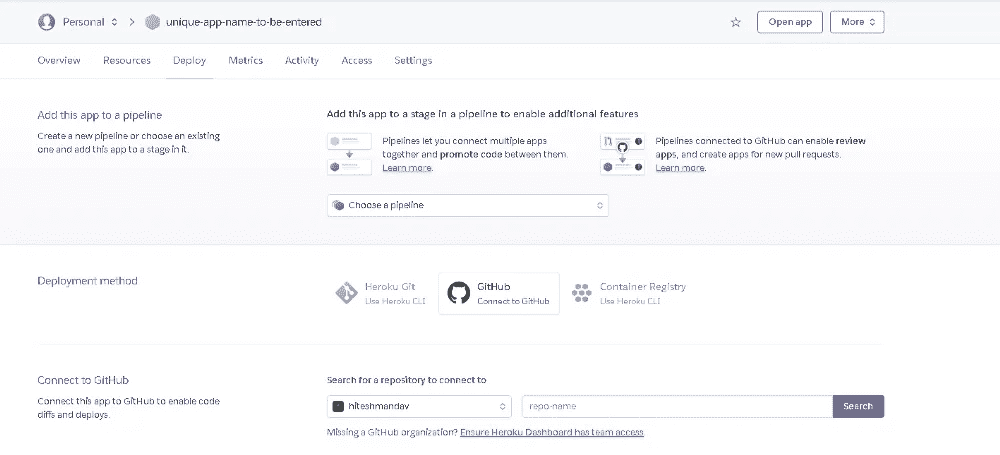 Personal
unique-app-name-to-be-entered
Open app
More
Overview Resources Deploy Metrics Activity Access Settings
Add this app to a pipeline
Create a new pipeline or choose an existing
one and add this app to a stage in it.
Add this app to a stage in a pipeline to enable additional features
Pipelines let you connect multiple apps
together and promote code between them.
Learn more.
Pipelines connected to GitHub can enable review
apps, and create apps for new pull requests.
Learn more.
Choose a pipeline
Deployment method
Heroku Git
Use Heroku CLI
GitHub
Connect to GitHub
Container Registry
Use Heroku CLI
Connect to GitHub
Connect this app to GitHub to enable code
diffs and deploys.
Search for a repository to connect to
hiteshmandav
repo-name
Search
Missing a GitHub organization? Ensure Heroku Dashboard has team access.